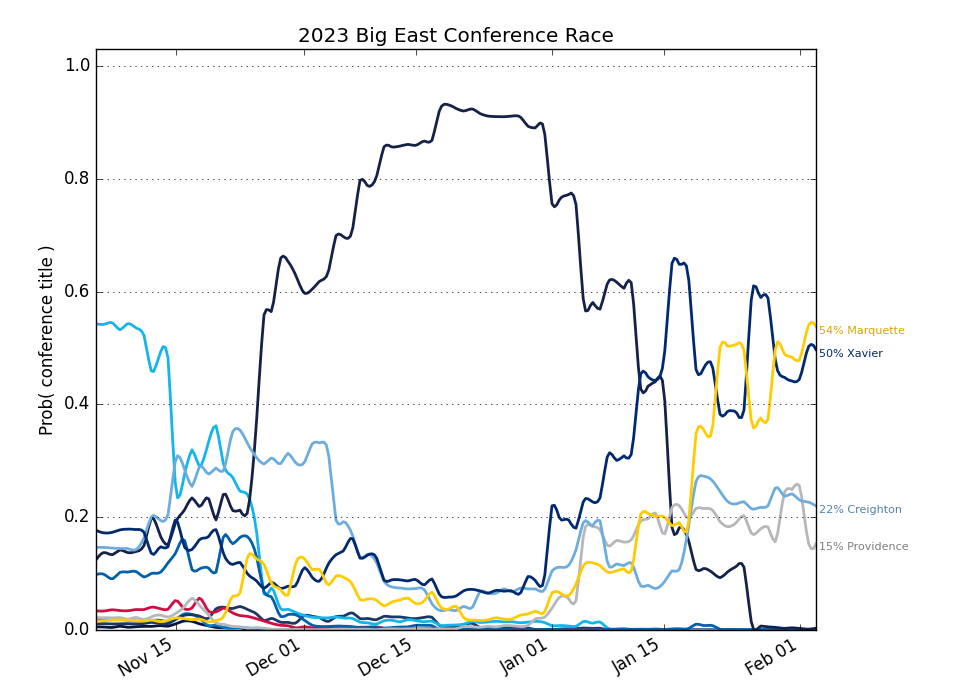 2023 Big East Conference Race
Prob( conference title )
1.0
0.8
0.6
0.4
0.2
0.0
54% Marquette
50% Xavier
22% Creighton
15% Providence
Nov 15
Dec 01
Dec 15
Jan 01
Jan 15
Feb 01